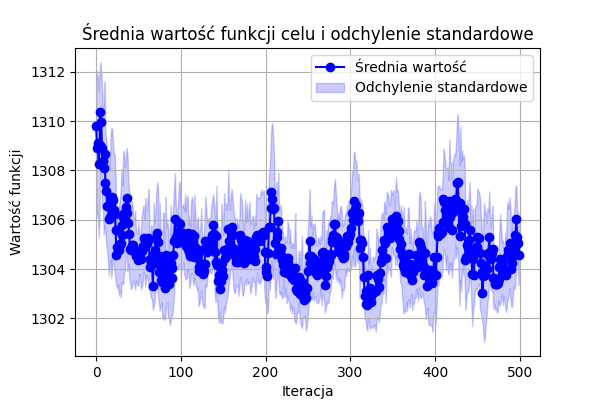 Średnia wartość funkcji celu i odchylenie standardowe
Średnia wartość
Odchylenie standardowe
Wartość funkcji
1312
1310
1308
1306
1304
1302
0 100 200 300 400 500
Iteracja